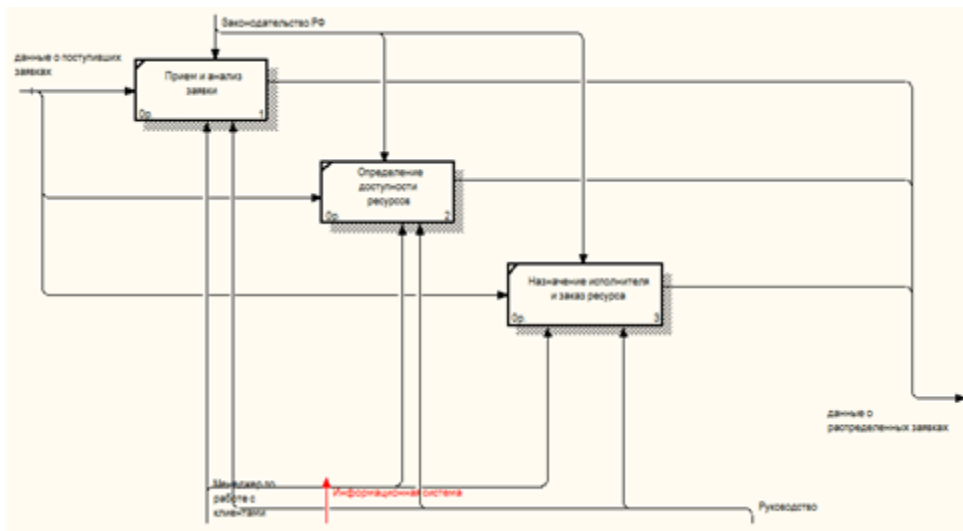 Законодательство РФ
данные о поступивших
заявках
Прием и анализ
заявки
0р.
1
Определение
доступности
ресурсов
0р.
2
Назначение исполнителя
и заказ ресурса
0р.
3
данные о
распределенных заявках
Менеджер по
работе с
клиентами
Информационная система
Руководство